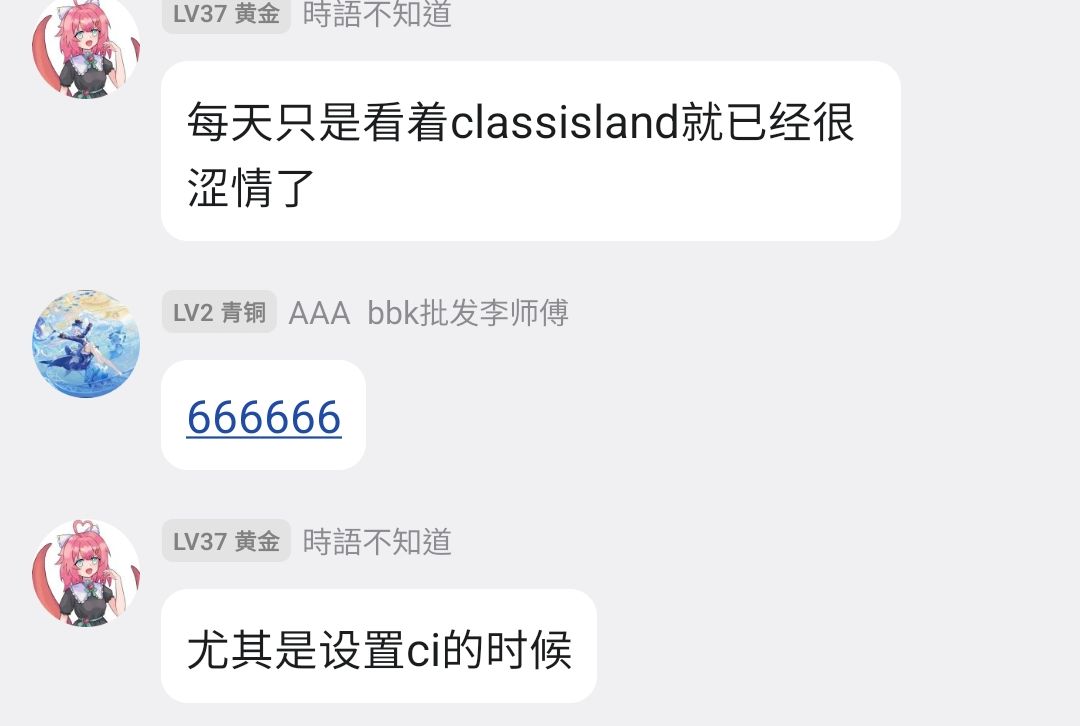 LV37 黄金 時語不知道
每天只是看着classisland就已经很
涩情了
LV2 青铜 AAA bbk批发李师傅
666666
LV37 黄金 時語不知道
尤其是设置ci的时候